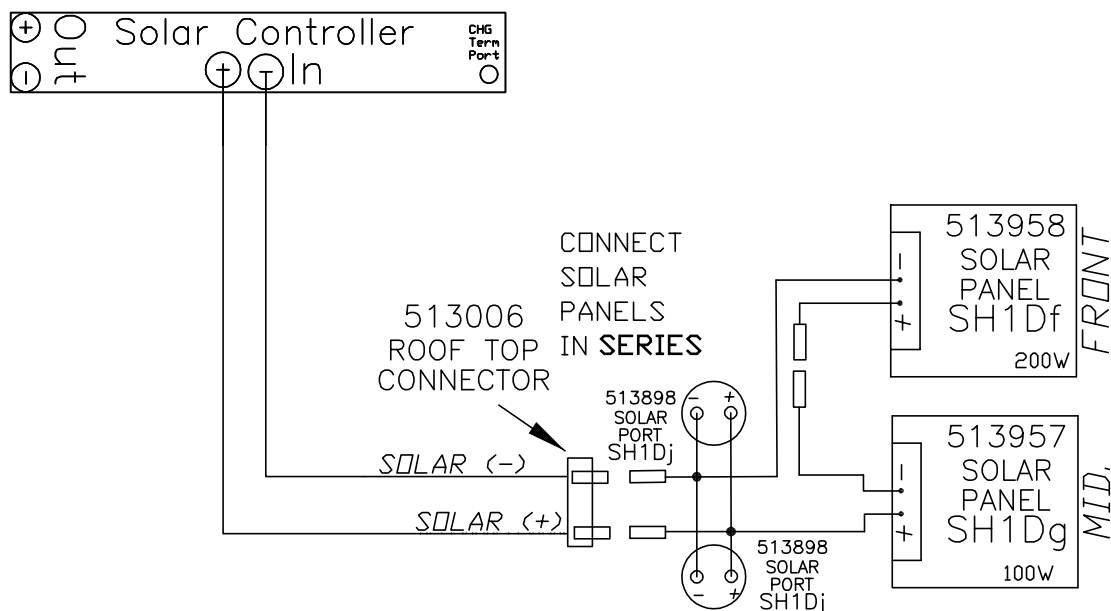 +
-
Out
Solar Controller
+
-
In
CHG
Term
Port
CONNECT
SOLAR
PANELS
IN SERIES
513006
ROOF TOP
CONNECTOR
SOLAR (-)
SOLAR (+)
513898
SOLAR
PORT
SH1Dj
- +
- +
513898
SOLAR
PORT
SH1Dj
-
+
513958
SOLAR
PANEL
SH1Df
200W
FRONT
-
+
513957
SOLAR
PANEL
SH1Dg
100W
MID.